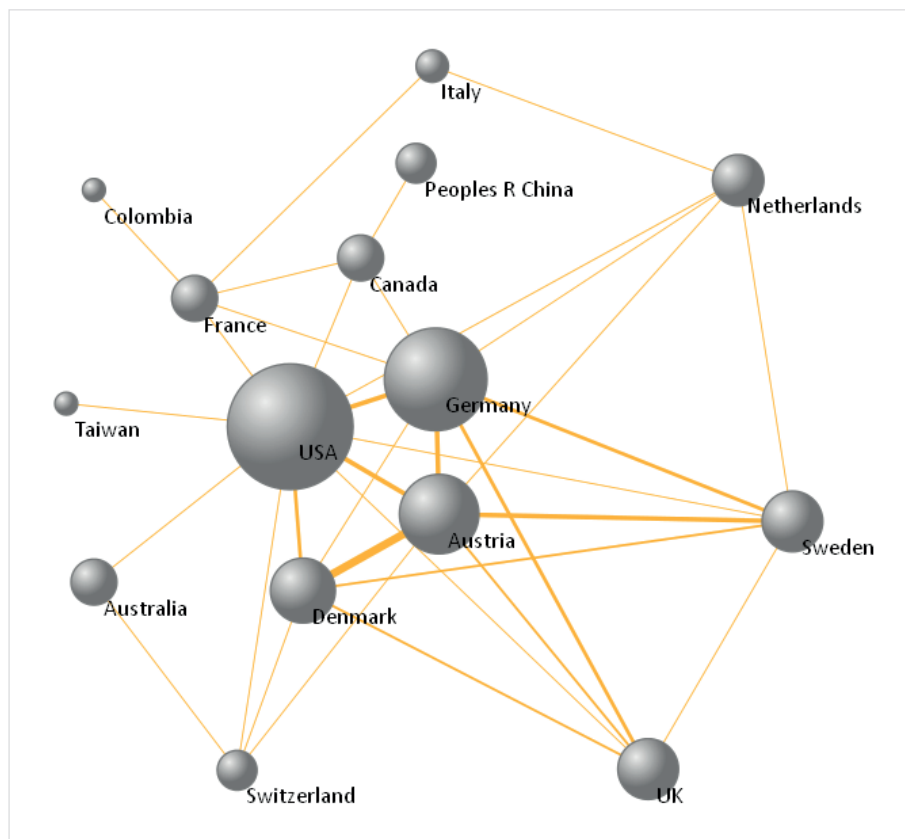 Italy
Peoples R China
Colombia
Netherlands
Canada
France
Germany
Taiwan
USA
Austria
Sweden
Australia
Denmark
Switzerland
UK